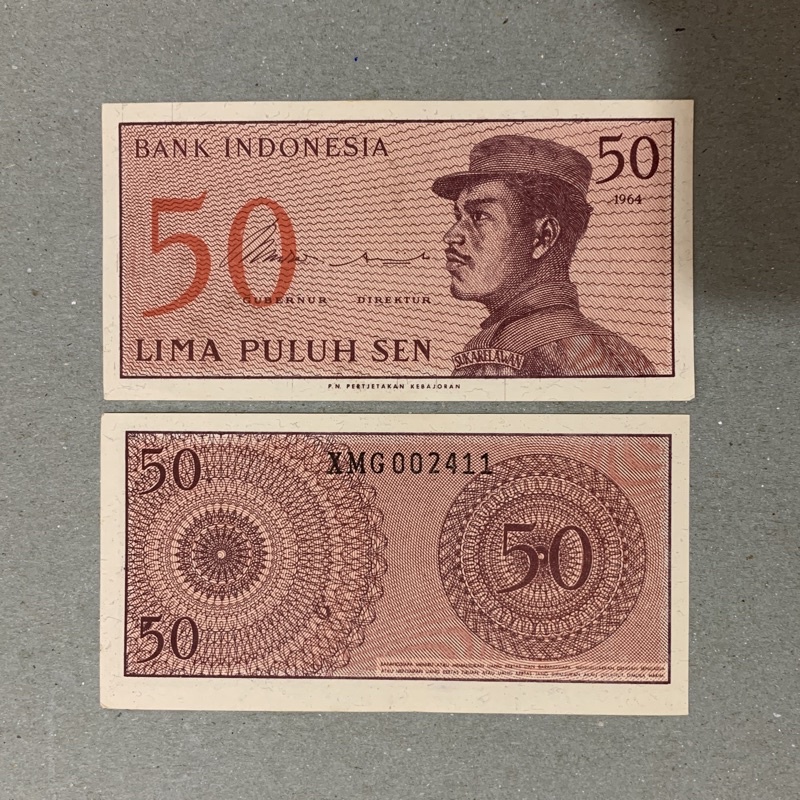 BANK INDONESIA
50
1964
50
GUBERNUR DIREKTUR
LIMA PULUH SEN
SUKARELAWAN
P.N. PERTJETAKAN KEBAJORAN
50
XMG002411
50
50